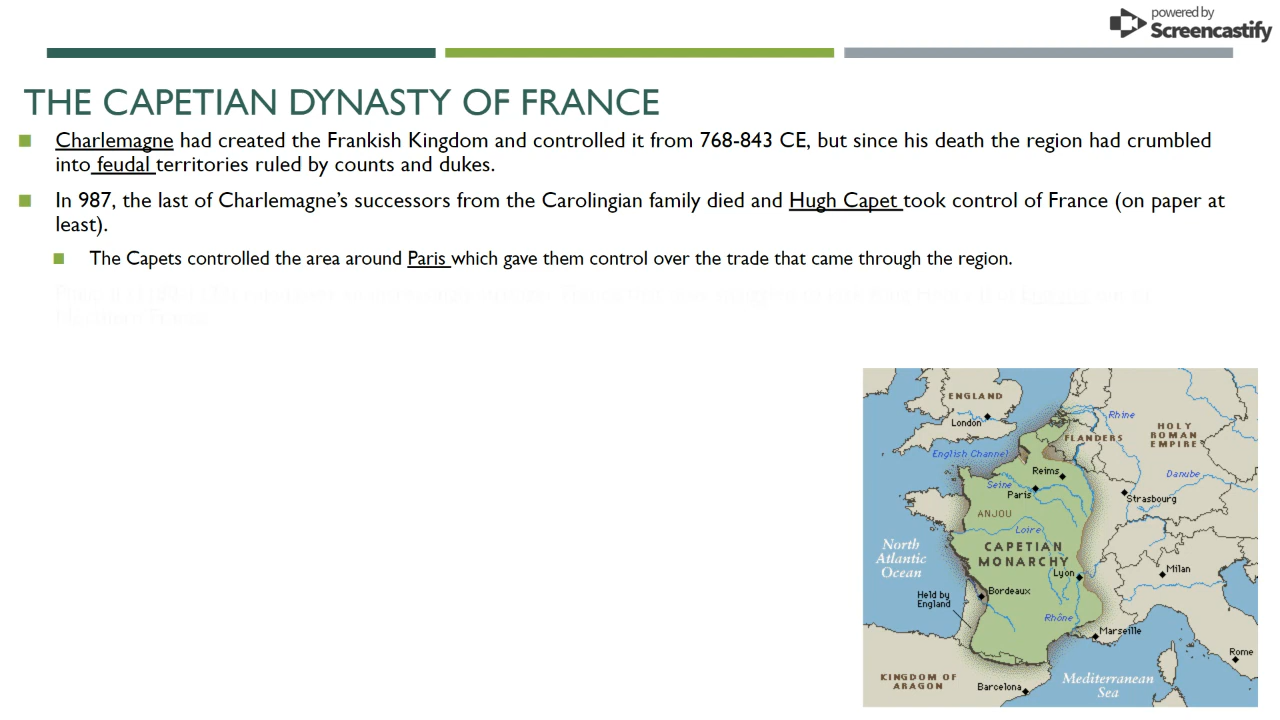 powered by
Screencastify
THE CAPETIAN DYNASTY OF FRANCE
Charlemagne had created the Frankish Kingdom and controlled it from 768-843 CE, but since his death the region had crumbled
into feudal territories ruled by counts and dukes.
In 987, the last of Charlemagne's successors from the Carolingian family died and Hugh Capet took control of France (on paper at
least).
The Capets controlled the area around Paris which gave them control over the trade that came through the region.
ENGLAND
London
Rhine
FLANDERS
HOLY
ROMAN
EMPIRE
English Channel
Reims
Danube
Seine
Paris
Strasbourg
ANJOU
Loire
North
Atlantic
Ocean
CAPETIAN
MONARCHY
Lyon
Milan
Held by
England
Bordeaux
Rhône
Marseille
Rome
KINGDOM OF
ARAGON
Barcelona
Mediterranean
Sea